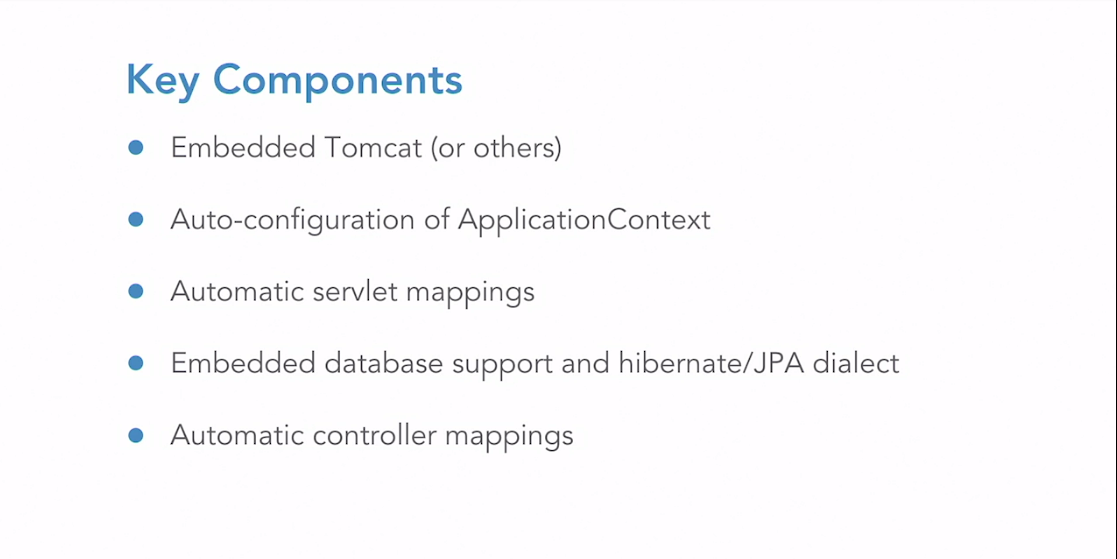 Key Components
Embedded Tomcat (or others)
Auto-configuration of ApplicationContext
Automatic servlet mappings
Embedded database support and hibernate/JPA dialect
Automatic controller mappings